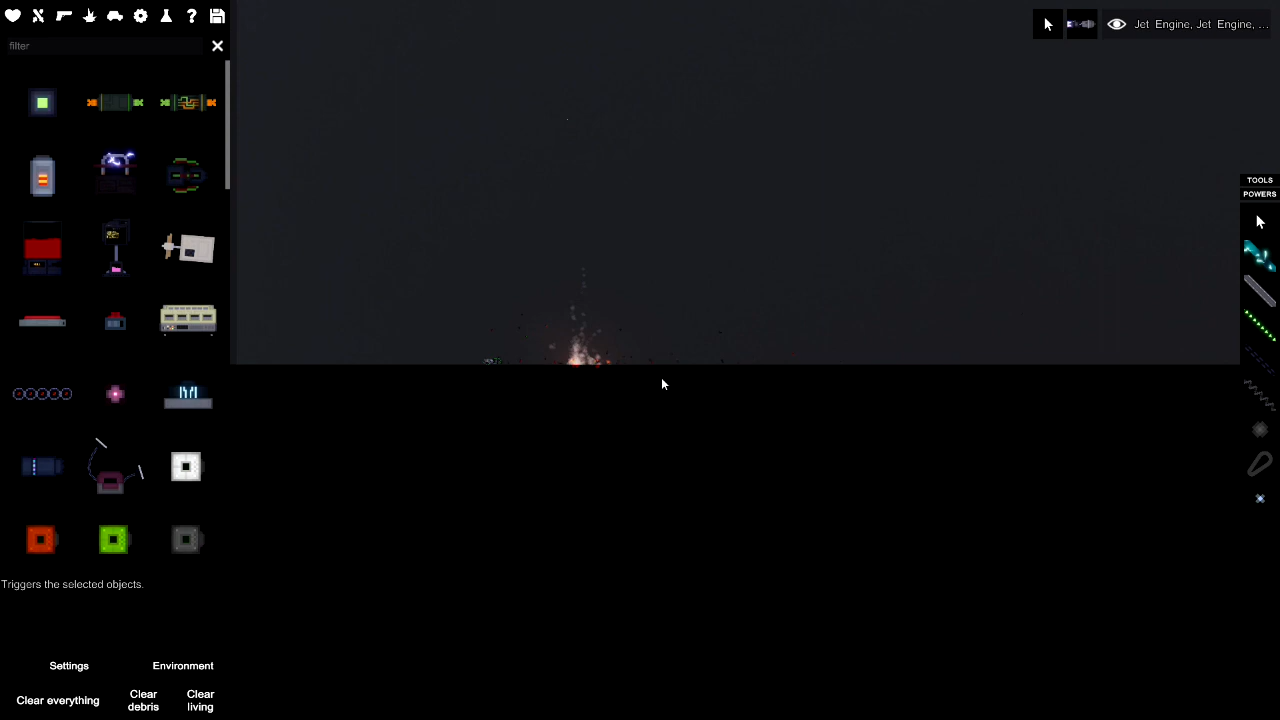 filter
Jet Engine, Jet Engine, ...
TOOLS
POWERS
Triggers the selected objects.
Settings
Environment
Clear everything
Clear
debris
Clear
living